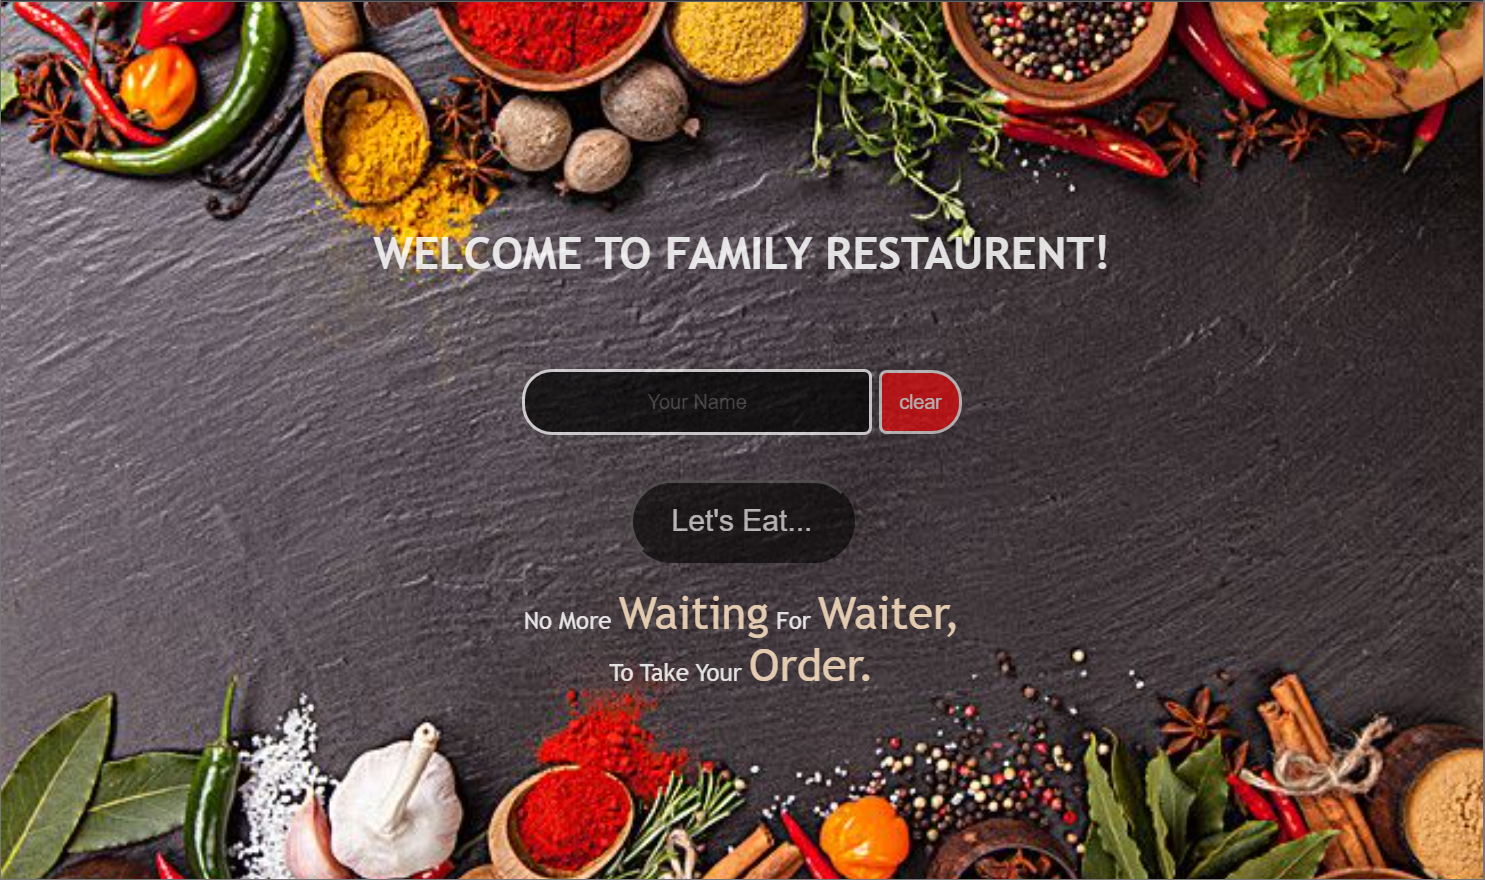 WELCOME TO FAMILY RESTAURENT!
Your Name
clear
Let's Eat...
No More Waiting For Waiter,
To Take Your Order.